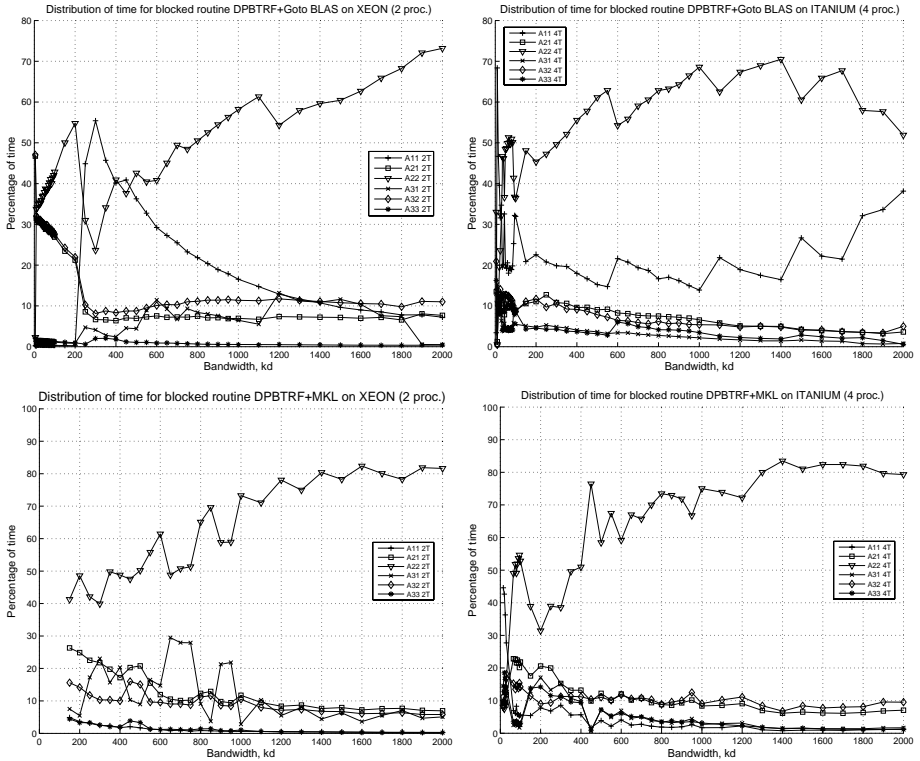 Distribution of time for blocked routine DPBTRF+Goto BLAS on XEON (2 proc.)
80
70
60
50
40
30
20
10
0
Percentage of time
A11 2T
A21 2T
A22 2T
A31 2T
A32 2T
A33 2T
0 200 400 600 800 1000 1200 1400 1600 1800 2000
Bandwidth, kd
Distribution of time for blocked routine DPBTRF+Goto BLAS on ITANIUM (4 proc.)
80
70
60
50
40
30
20
10
0
Percentage of time
A11 4T
A21 4T
A22 4T
A31 4T
A32 4T
A33 4T
0 200 400 600 800 1000 1200 1400 1600 1800 2000
Bandwidth, kd
Distribution of time for blocked routine DPBTRF+MKL on XEON (2 proc.)
100
90
80
70
60
50
40
30
20
10
0
Percentage of time
A11 2T
A21 2T
A22 2T
A31 2T
A32 2T
A33 2T
0 200 400 600 800 1000 1200 1400 1600 1800 2000
Bandwidth, kd
Distribution of time for blocked routine DPBTRF+MKL on ITANIUM (4 proc.)
100
90
80
70
60
50
40
30
20
10
0
Percentage of time
A11 4T
A21 4T
A22 4T
A31 4T
A32 4T
A33 4T
0 200 400 600 800 1000 1200 1400 1600 1800 2000
Bandwidth, kd